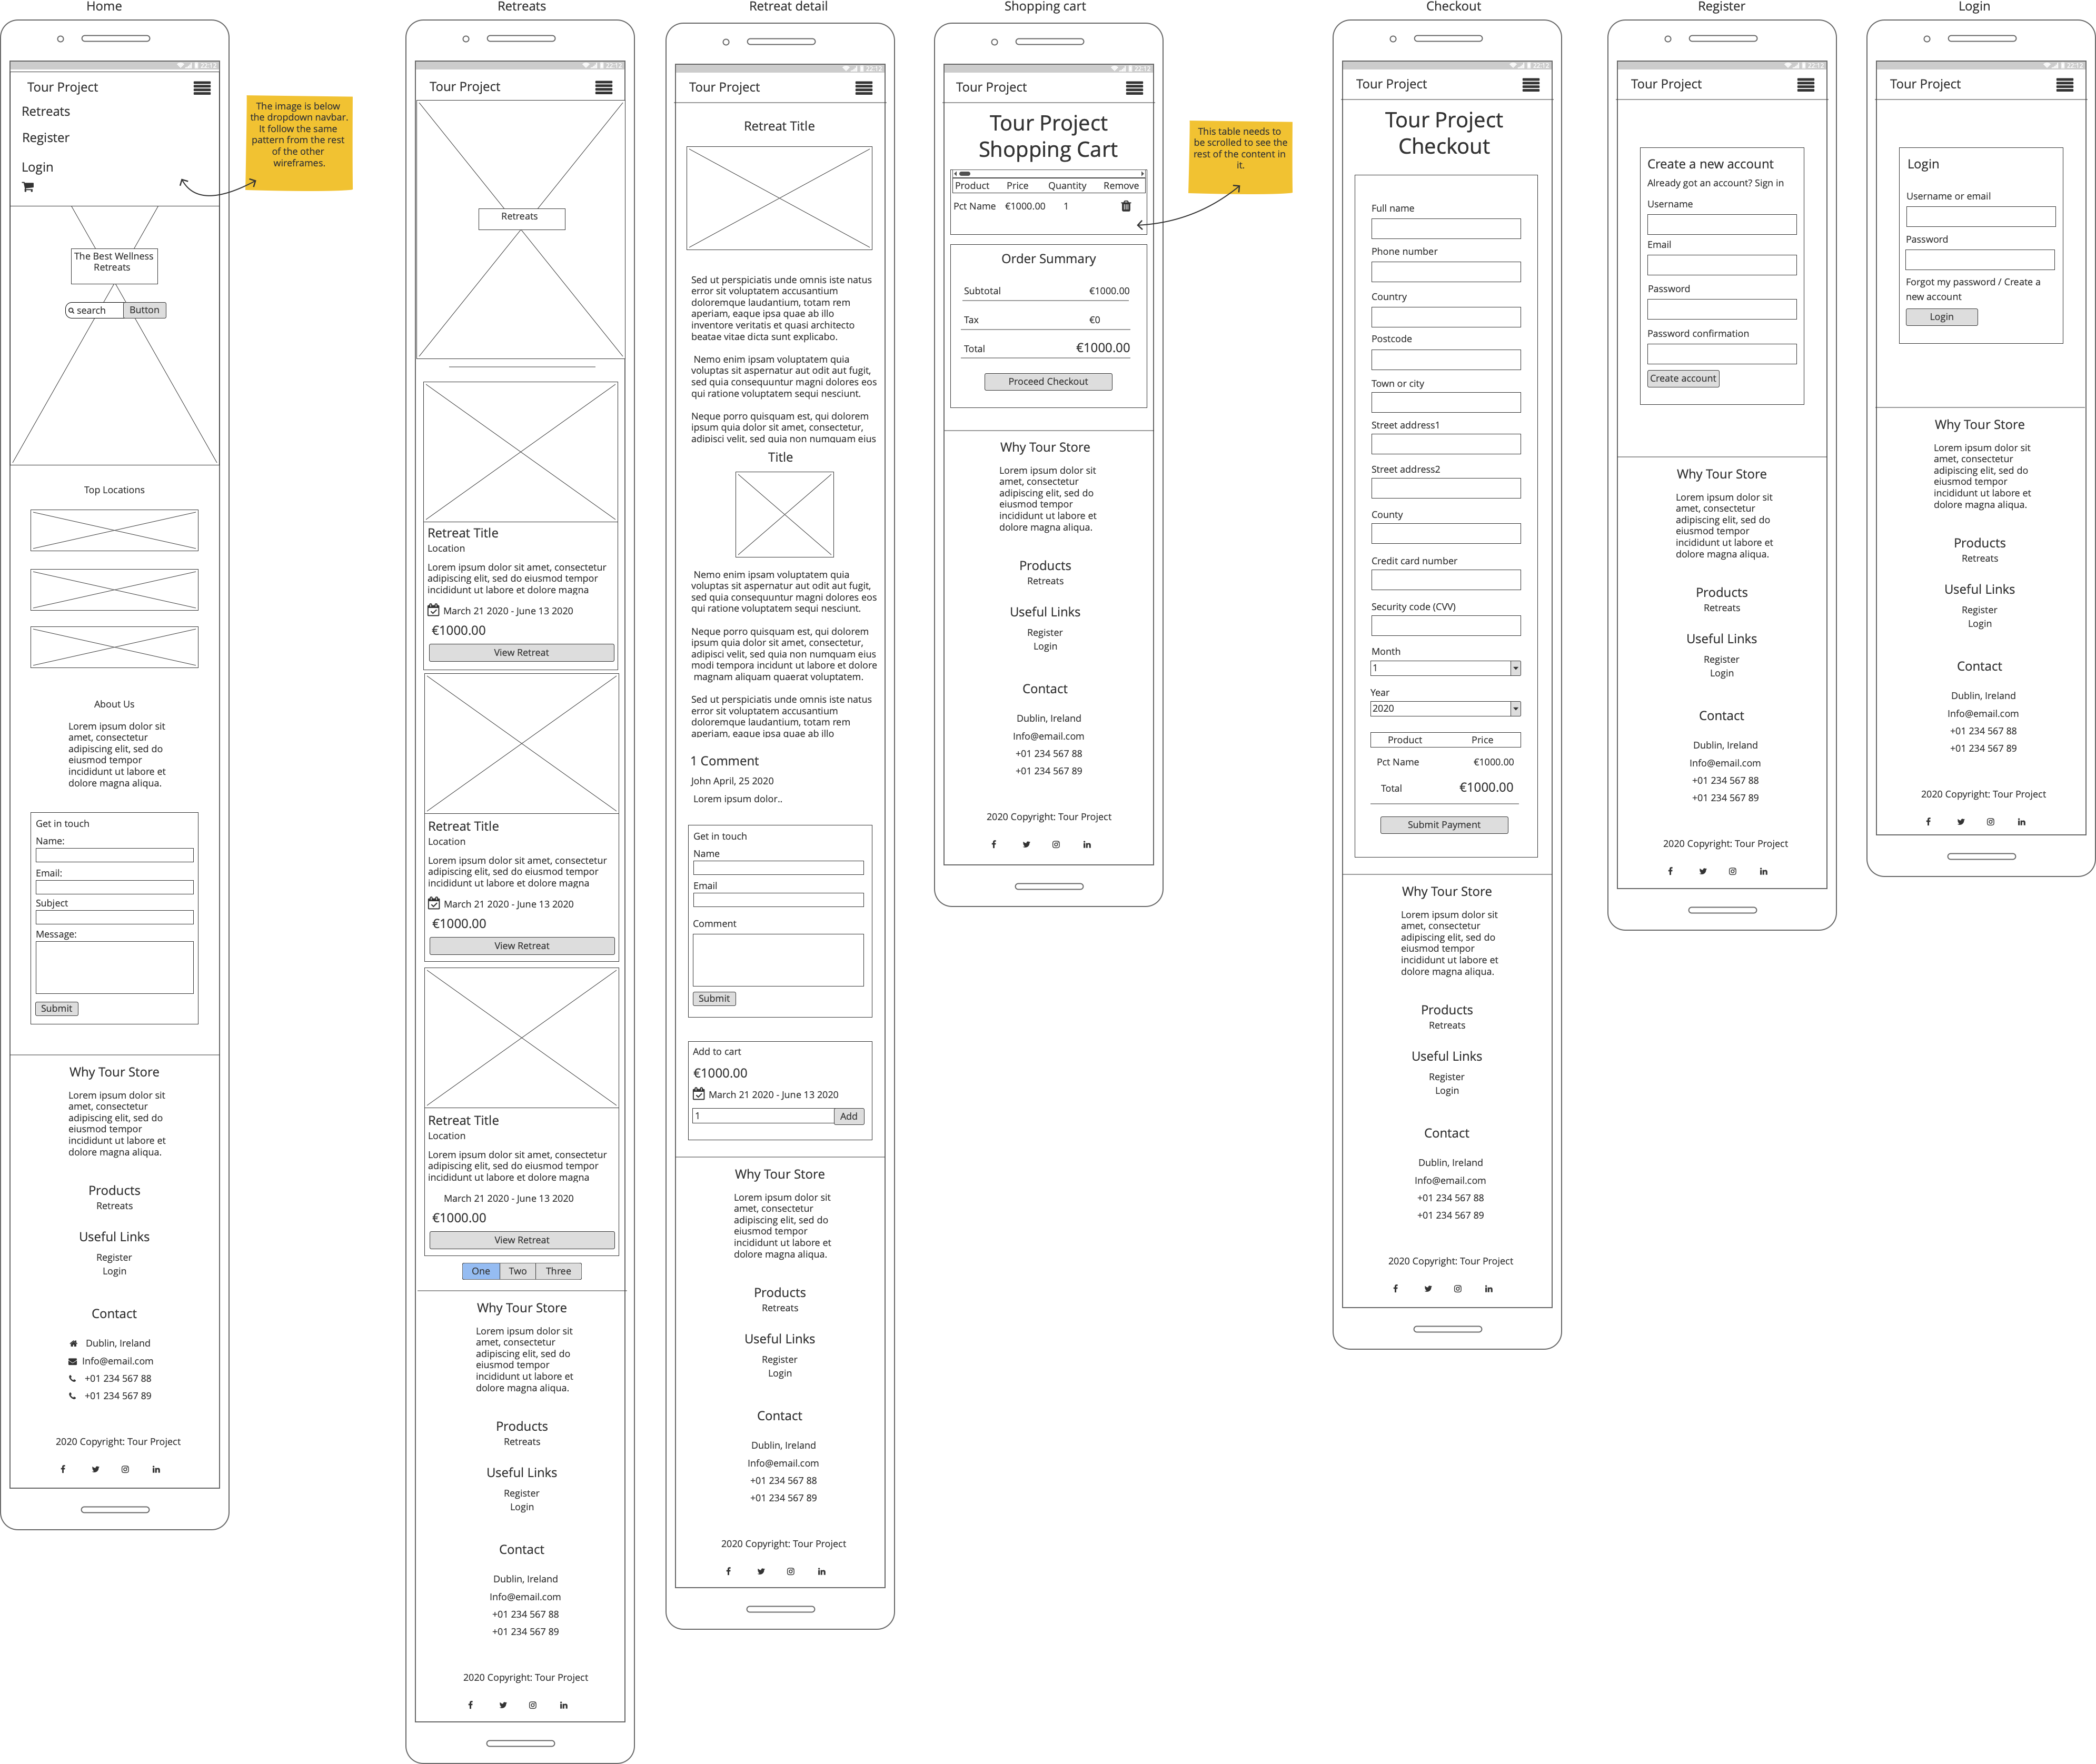 Home
22:12
Tour Project
Retreats
Register
Login
The Best Wellness
Retreats
search
Button
Top Locations
About Us
Lorem ipsum dolor sit
amet, consectetur
adipiscing elit, sed do
eiusmod tempor
incididunt ut labore et
dolore magna aliqua.
Get in touch
Name:
Email:
Subject
Message:
Submit
Why Tour Store
Lorem ipsum dolor sit
amet, consectetur
adipiscing elit, sed do
eiusmod tempor
incididunt ut labore et
dolore magna aliqua.
Products
Retreats
Useful Links
Register
Login
Contact
Dublin, Ireland
Info@email.com
+01 234 567 88
+01 234 567 89
2020 Copyright: Tour Project
The image is below
the dropdown navbar.
It follow the same
pattern from the rest
of the other
wireframes.
Retreats
22:12
Tour Project
Retreats
Retreat Title
Location
Lorem ipsum dolor sit amet, consectetur
adipiscing elit, sed do eiusmod tempor
incididunt ut labore et dolore magna
March 21 2020 - June 13 2020
€1000.00
View Retreat
Retreat Title
Location
Lorem ipsum dolor sit amet, consectetur
adipiscing elit, sed do eiusmod tempor
incididunt ut labore et dolore magna
March 21 2020 - June 13 2020
€1000.00
View Retreat
Retreat Title
Location
Lorem ipsum dolor sit amet, consectetur
adipiscing elit, sed do eiusmod tempor
incididunt ut labore et dolore magna
March 21 2020 - June 13 2020
€1000.00
View Retreat
One Two Three
Why Tour Store
Lorem ipsum dolor sit
amet, consectetur
adipiscing elit, sed do
eiusmod tempor
incididunt ut labore et
dolore magna aliqua.
Products
Retreats
Useful Links
Register
Login
Contact
Dublin, Ireland
Info@email.com
+01 234 567 88
+01 234 567 89
2020 Copyright: Tour Project
Retreat detail
22:12
Tour Project
Retreat Title
Sed ut perspiciatis unde omnis iste natus
error sit voluptatem accusantium
doloremque laudantium, totam rem
aperiam, eaque ipsa quae ab illo
inventore veritatis et quasi architecto
beatae vitae dicta sunt explicabo.
Nemo enim ipsam voluptatem quia
voluptas sit aspernatur aut odit aut fugit,
sed quia consequuntur magni dolores eos
qui ratione voluptatem sequi nesciunt.
Neque porro quisquam est, qui dolorem
ipsum quia dolor sit amet, consectetur,
adipisci velit, sed quia non numquam eius
Title
Nemo enim ipsam voluptatem quia
voluptas sit aspernatur aut odit aut fugit,
sed quia consequuntur magni dolores eos
qui ratione voluptatem sequi nesciunt.
Neque porro quisquam est, qui dolorem
ipsum quia dolor sit amet, consectetur,
adipisci velit, sed quia non numquam eius
modi tempora incidunt ut labore et dolore
magnam aliquam quaerat voluptatem.
Sed ut perspiciatis unde omnis iste natus
error sit voluptatem accusantium
doloremque laudantium, totam rem
aperiam, eaque ipsa quae ab illo
1 Comment
John April, 25 2020
Lorem ipsum dolor..
Get in touch
Name
Email
Comment
Submit
Add to cart
€1000.00
March 21 2020 - June 13 2020
1 Add
Why Tour Store
Lorem ipsum dolor sit
amet, consectetur
adipiscing elit, sed do
eiusmod tempor
incididunt ut labore et
dolore magna aliqua.
Products
Retreats
Useful Links
Register
Login
Contact
Dublin, Ireland
Info@email.com
+01 234 567 88
+01 234 567 89
2020 Copyright: Tour Project
Shopping cart
22:12
Tour Project
Tour Project
Shopping Cart
Product Price Quantity Remove
Pct Name €1000.00 1
Order Summary
Subtotal €1000.00
Tax €0
Total €1000.00
Proceed Checkout
Why Tour Store
Lorem ipsum dolor sit
amet, consectetur
adipiscing elit, sed do
eiusmod tempor
incididunt ut labore et
dolore magna aliqua.
Products
Retreats
Useful Links
Register
Login
Contact
Dublin, Ireland
Info@email.com
+01 234 567 88
+01 234 567 89
2020 Copyright: Tour Project
This table needs to
be scrolled to see the
rest of the content in
it.
Checkout
22:12
Tour Project
Tour Project
Checkout
Full name
Phone number
Country
Postcode
Town or city
Street address1
Street address2
County
Credit card number
Security code (CVV)
Month
1
Year
2020
Product Price
Pct Name €1000.00
Total €1000.00
Submit Payment
Why Tour Store
Lorem ipsum dolor sit
amet, consectetur
adipiscing elit, sed do
eiusmod tempor
incididunt ut labore et
dolore magna aliqua.
Products
Retreats
Useful Links
Register
Login
Contact
Dublin, Ireland
Info@email.com
+01 234 567 88
+01 234 567 89
2020 Copyright: Tour Project
Register
22:12
Tour Project
Create a new account
Already got an account? Sign in
Username
Email
Password
Password confirmation
Create account
Why Tour Store
Lorem ipsum dolor sit
amet, consectetur
adipiscing elit, sed do
eiusmod tempor
incididunt ut labore et
dolore magna aliqua.
Products
Retreats
Useful Links
Register
Login
Contact
Dublin, Ireland
Info@email.com
+01 234 567 88
+01 234 567 89
2020 Copyright: Tour Project
Login
22:12
Tour Project
Login
Username or email
Password
Forgot my password / Create a
new account
Login
Why Tour Store
Lorem ipsum dolor sit
amet, consectetur
adipiscing elit, sed do
eiusmod tempor
incididunt ut labore et
dolore magna aliqua.
Products
Retreats
Useful Links
Register
Login
Contact
Dublin, Ireland
Info@email.com
+01 234 567 88
+01 234 567 89
2020 Copyright: Tour Project